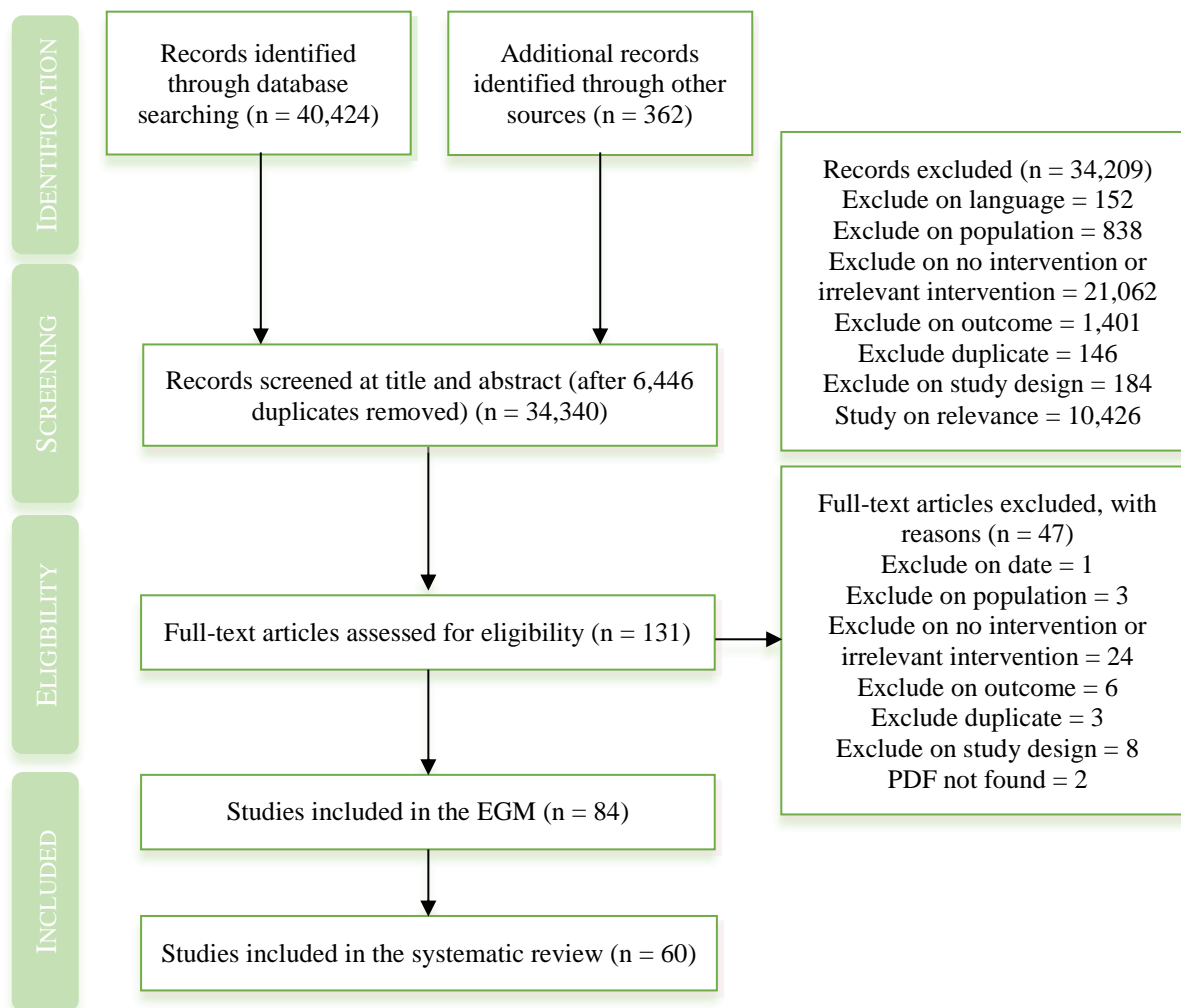 IDENTIFICATION
Records identified
through database
searching (n = 40,424)
Additional records
identified through other
sources (n = 362)
Records excluded (n = 34,209)
Exclude on language = 152
Exclude on population = 838
Exclude on no intervention or
irrelevant intervention = 21,062
Exclude on outcome = 1,401
Exclude duplicate = 146
Exclude on study design = 184
Study on relevance = 10,426
SCREENING
Records screened at title and abstract (after 6,446
duplicates removed) (n = 34,340)
ELIGIBILITY
Full-text articles assessed for eligibility (n = 131)
Full-text articles excluded, with
reasons (n = 47)
Exclude on date = 1
Exclude on population = 3
Exclude on no intervention or
irrelevant intervention = 24
Exclude on outcome = 6
Exclude duplicate = 3
Exclude on study design = 8
PDF not found = 2
INCLUDED
Studies included in the EGM (n = 84)
Studies included in the systematic review (n = 60)